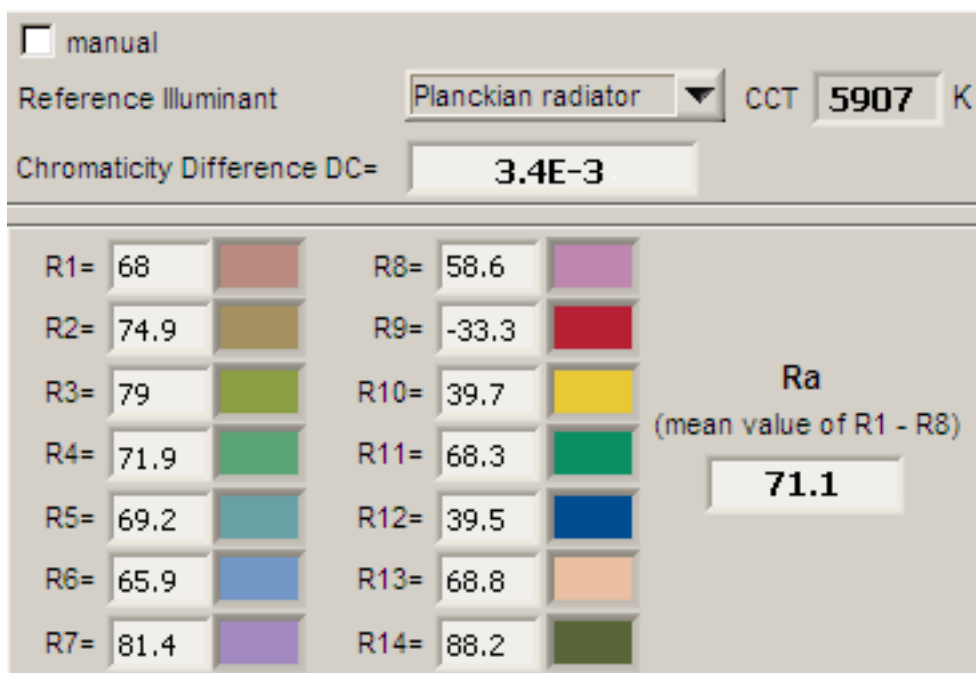 manual
Reference Illuminant Planckian radiator CCT 5907 K
Chromaticity Difference DC= 3.4E-3
R1= 68 R8= 58.6
R2= 74.9 R9= -33.3
R3= 79 R10= 39.7
R4= 71.9 R11= 68.3
R5= 69.2 R12= 39.5
R6= 65.9 R13= 68.8
R7= 81.4 R14= 88.2
Ra
(mean value of R1 - R8)
71.1